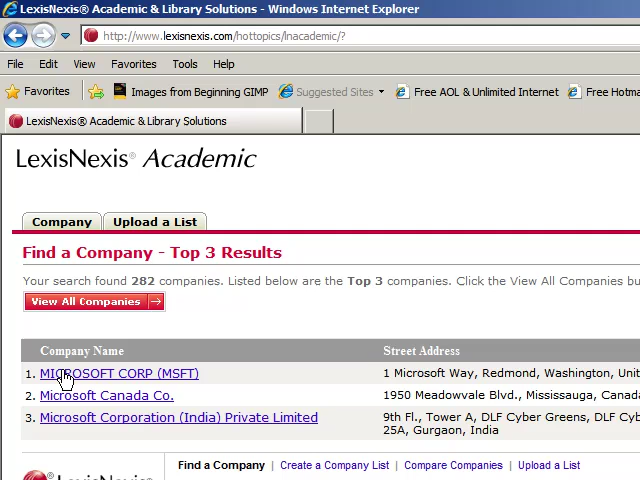 LexisNexis® Academic & Library Solutions - Windows Internet Explorer
http://www.lexisnexis.com/hottopics/lnacademic/?
File Edit View Favorites Tools Help
Favorites Images from Beginning GIMP Suggested Sites Free AOL & Unlimited Internet Free Hotma
LexisNexis® Academic & Library Solutions
LexisNexis® Academic
Company Upload a List
Find a Company - Top 3 Results
Your search found 282 companies. Listed below are the Top 3 companies. Click the View All Companies bu
View All Companies
Company Name Street Address
1. MICROSOFT CORP (MSFT) 1 Microsoft Way, Redmond, Washington, Unit
2. Microsoft Canada Co. 1950 Meadowvale Blvd., Mississauga, Canada
3. Microsoft Corporation (India) Private Limited 9th Fl., Tower A, DLF Cyber Greens, DLF Cyb
25A, Gurgaon, India
Find a Company | Create a Company List | Compare Companies | Upload a List